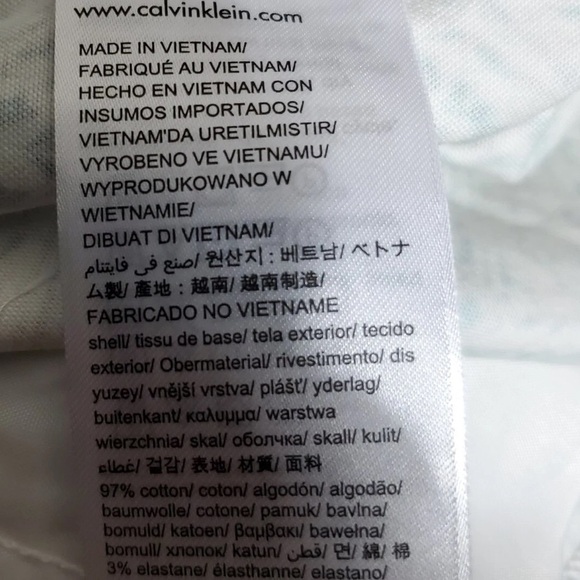 www.calvinklein.com
MADE IN VIETNAM/
FABRIQUÉ AU VIETNAM/
HECHO EN VIETNAM CON
INSUMOS IMPORTADOS/
VIETNAM'DA URETILMISTIR/
VYROBENO VE VIETNAMU/
WYPRODUKOWANO W
WIETNAMIE/
DIBUAT DI VIETNAM/
صنع في فايتنام/ 원산지 : 베트남/ ベトナ
ム製/ 產地 : 越南/ 越南制造/
FABRICADO NO VIETNAME
shell/ tissu de base/ tela exterior/ tecido
exterior/ Obermaterial/ rivestimento/ dis
yuzey/ vnější vrstva/ plášť/ yderlag/
buitenkant/ καλυμμα/ warstwa
wierzchnia/ skal/ оболчка/ skall/ kulit/
غطاء/ 겉감/ 表地/ 材質/ 面料
97% cotton/ coton/ algodón/ algodão/
baumwolle/ cotone/ pamuk/ bavlna/
bomuld/ katoen/ βαμβακι/ bawełna/
bomull/ хлопок/ katun/ قطن/ 면/ 綿/ 棉
3% elastane/ élasthanne/ elastano/